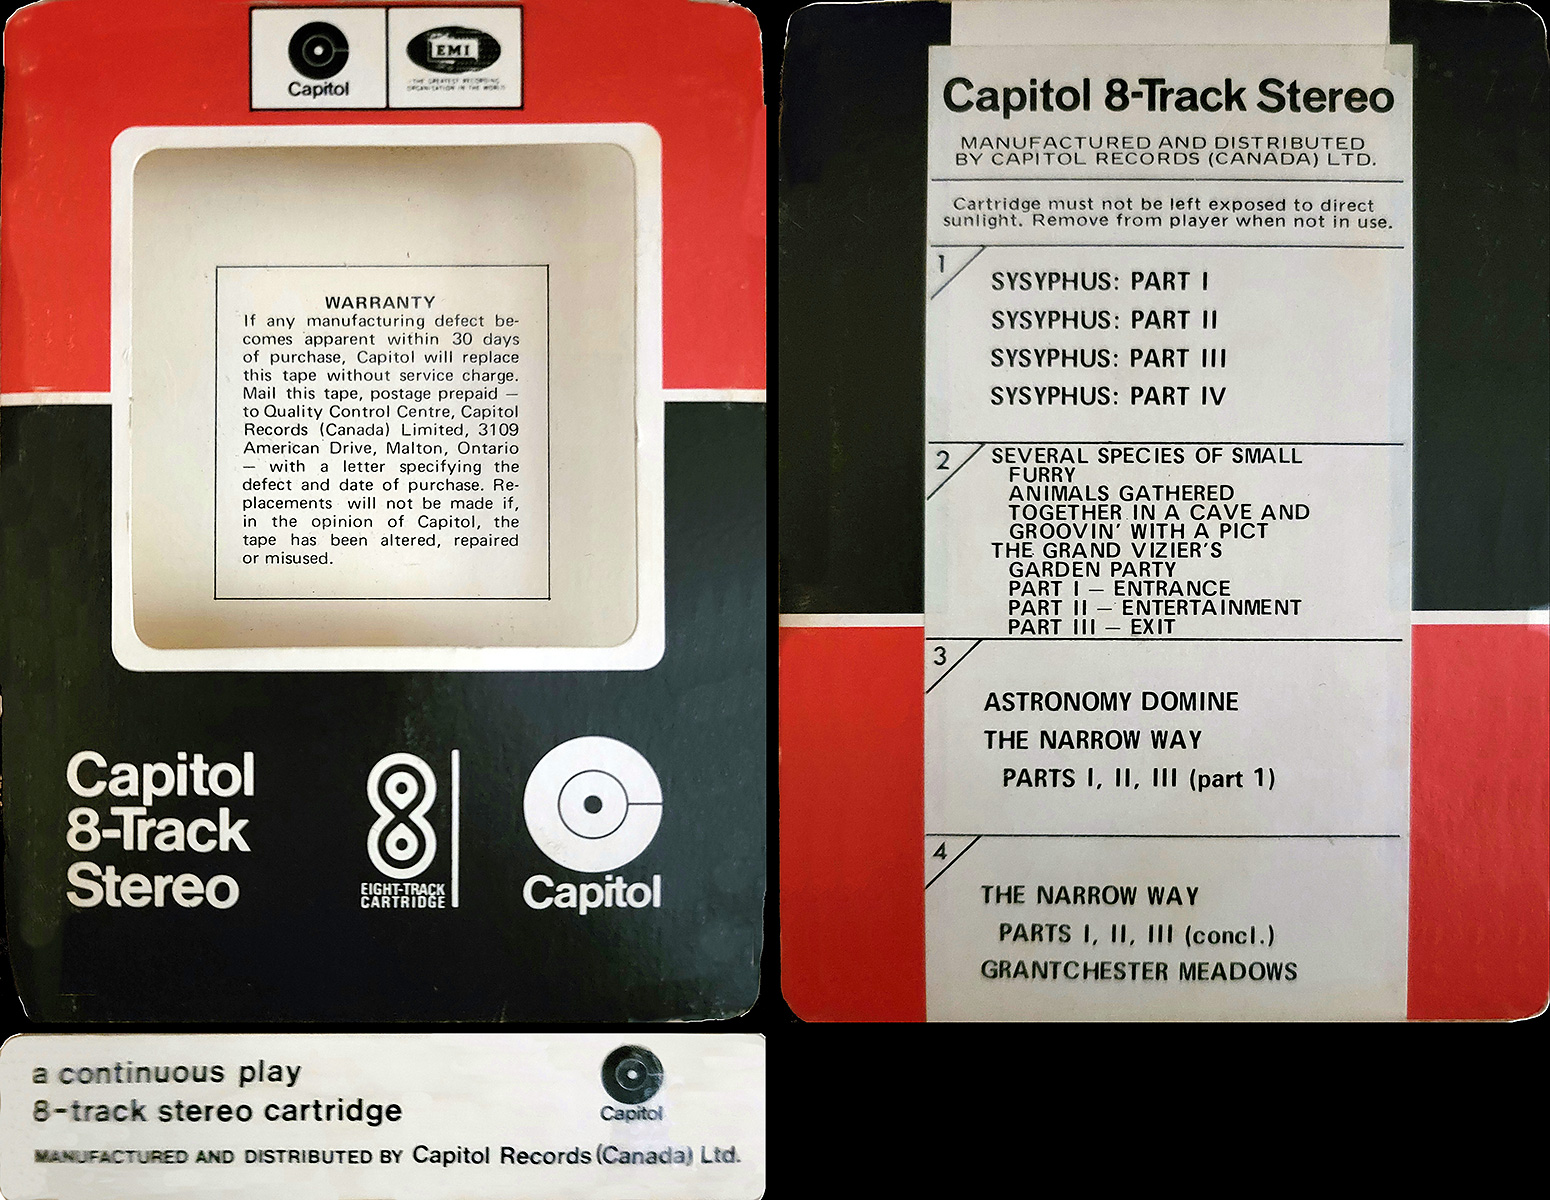 Capitol
EMI
THE GREATEST RECORDING
ORGANISATION IN THE WORLD
WARRANTY
If any manufacturing defect be-
comes apparent within 30 days
of purchase, Capitol will replace
this tape without service charge.
Mail this tape, postage prepaid —
to Quality Control Centre, Capitol
Records (Canada) Limited, 3109
American Drive, Malton, Ontario
— with a letter specifying the
defect and date of purchase. Re-
placements will not be made if,
in the opinion of Capitol, the
tape has been altered, repaired
or misused.
Capitol
8-Track
Stereo
8
EIGHT-TRACK
CARTRIDGE
Capitol
Capitol 8-Track Stereo
MANUFACTURED AND DISTRIBUTED
BY CAPITOL RECORDS (CANADA) LTD.
Cartridge must not be left exposed to direct
sunlight. Remove from player when not in use.
1
SYSYPHUS: PART I
SYSYPHUS: PART II
SYSYPHUS: PART III
SYSYPHUS: PART IV
2
SEVERAL SPECIES OF SMALL
FURRY
ANIMALS GATHERED
TOGETHER IN A CAVE AND
GROOVIN' WITH A PICT
THE GRAND VIZIER'S
GARDEN PARTY
PART I — ENTRANCE
PART II — ENTERTAINMENT
PART III — EXIT
3
ASTRONOMY DOMINE
THE NARROW WAY
PARTS I, II, III (part 1)
4
THE NARROW WAY
PARTS I, II, III (concl.)
GRANTCHESTER MEADOWS
a continuous play
8-track stereo cartridge
Capitol
MANUFACTURED AND DISTRIBUTED BY Capitol Records (Canada) Ltd.